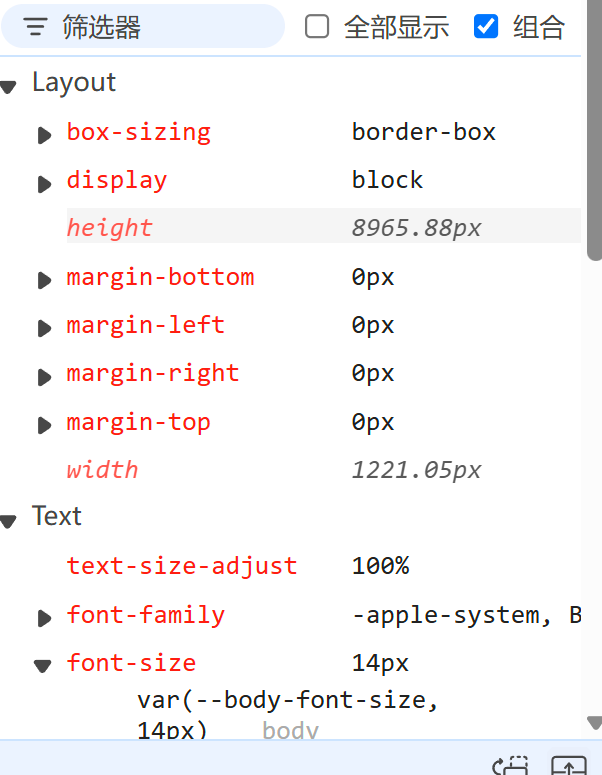 筛选器 全部显示 组合
Layout
box-sizing border-box
display block
height 8965.88px
margin-bottom 0px
margin-left 0px
margin-right 0px
margin-top 0px
width 1221.05px
Text
text-size-adjust 100%
font-family -apple-system, B
font-size 14px
var(--body-font-size,
14px) body